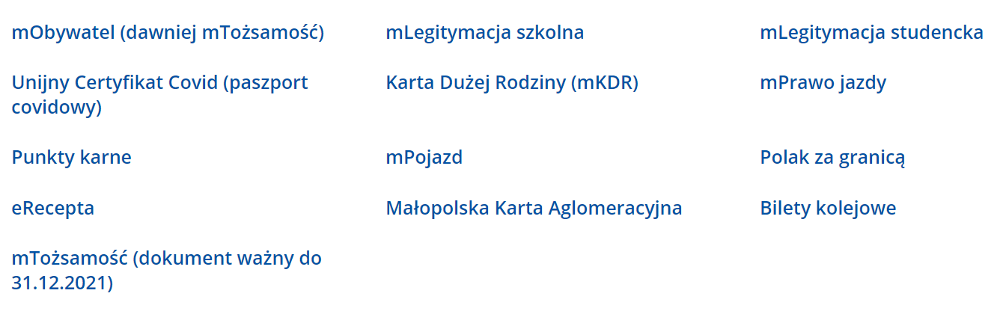 mObywatel (dawniej mTożsamość)
mLegitymacja szkolna
mLegitymacja studencka
Unijny Certyfikat Covid (paszport
covidowy)
Karta Dużej Rodziny (mKDR)
mPrawo jazdy
Punkty karne
mPojazd
Polak za granicą
eRecepta
Małopolska Karta Aglomeracyjna
Bilety kolejowe
mTożsamość (dokument ważny do
31.12.2021)